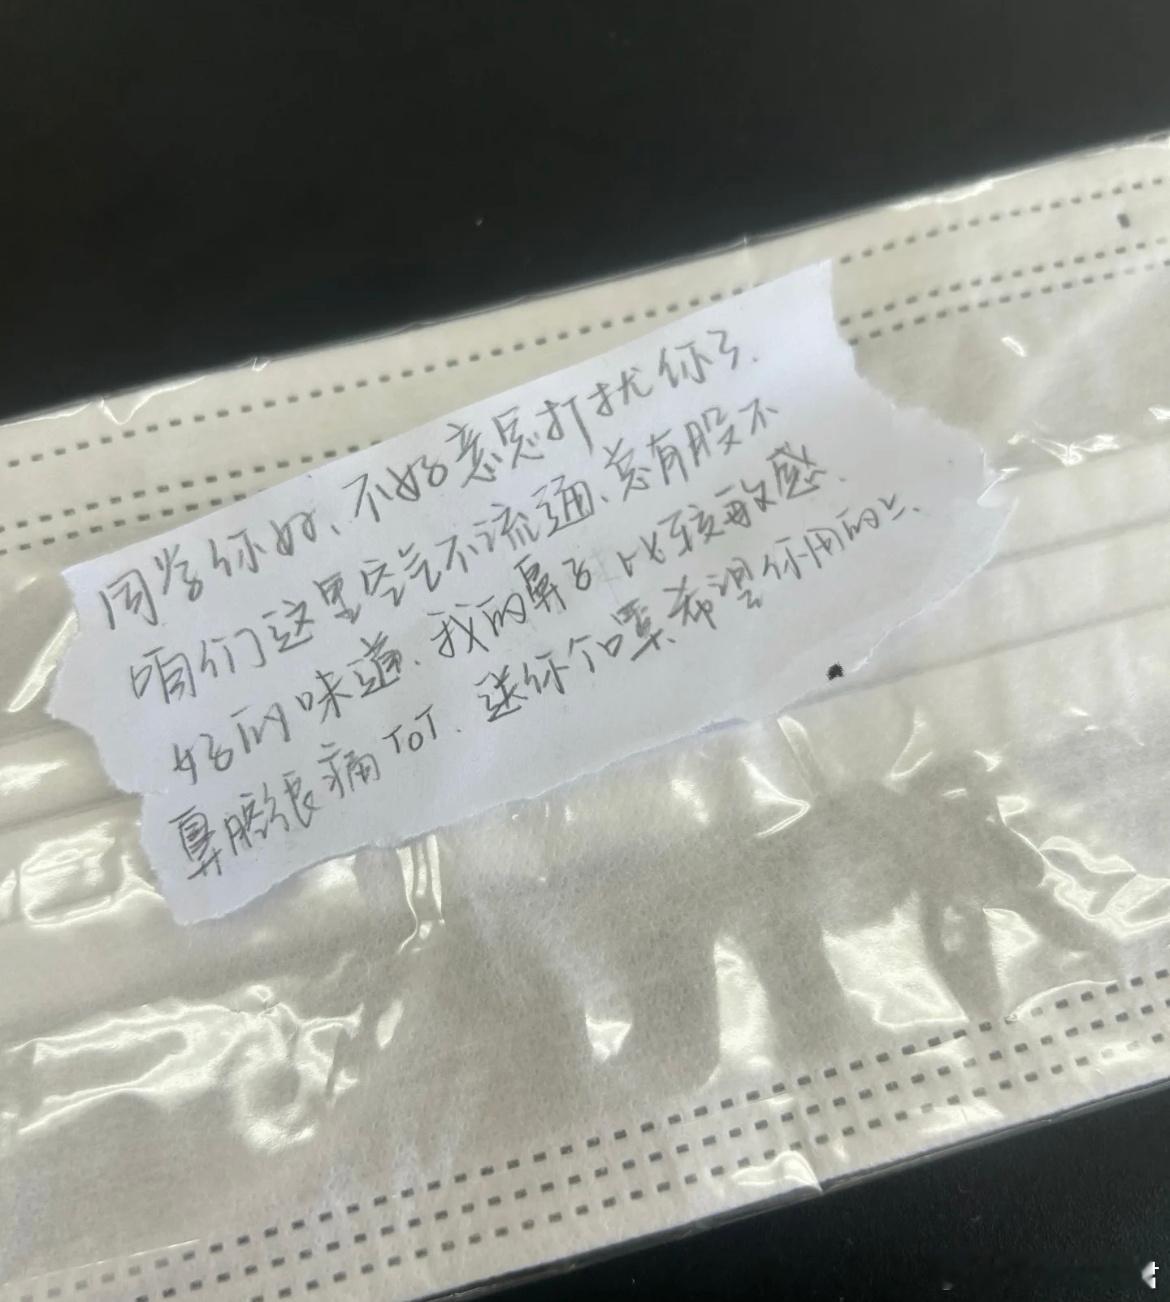 同学你好、不好意思打扰你了.
咱们这里空气不流通、总有股不
好的味道.我的鼻子比较敏感、
鼻腔张痛TOT.送你个口罩、希望你用的上、